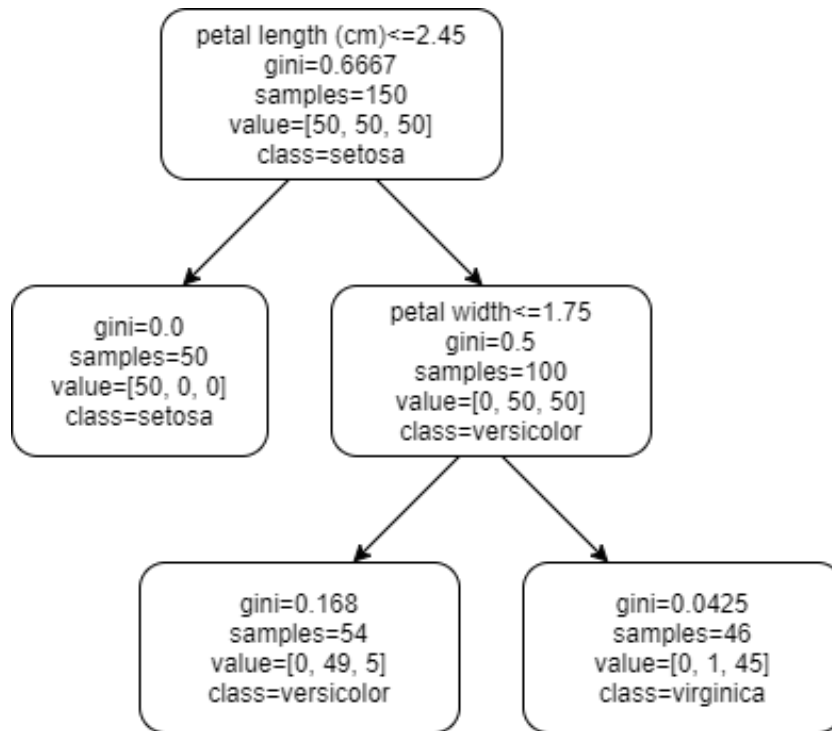 petal length (cm)<=2.45
gini=0.6667
samples=150
value=[50, 50, 50]
class=setosa
gini=0.0
samples=50
value=[50, 0, 0]
class=setosa
petal width<=1.75
gini=0.5
samples=100
value=[0, 50, 50]
class=versicolor
gini=0.168
samples=54
value=[0, 49, 5]
class=versicolor
gini=0.0425
samples=46
value=[0, 1, 45]
class=virginica